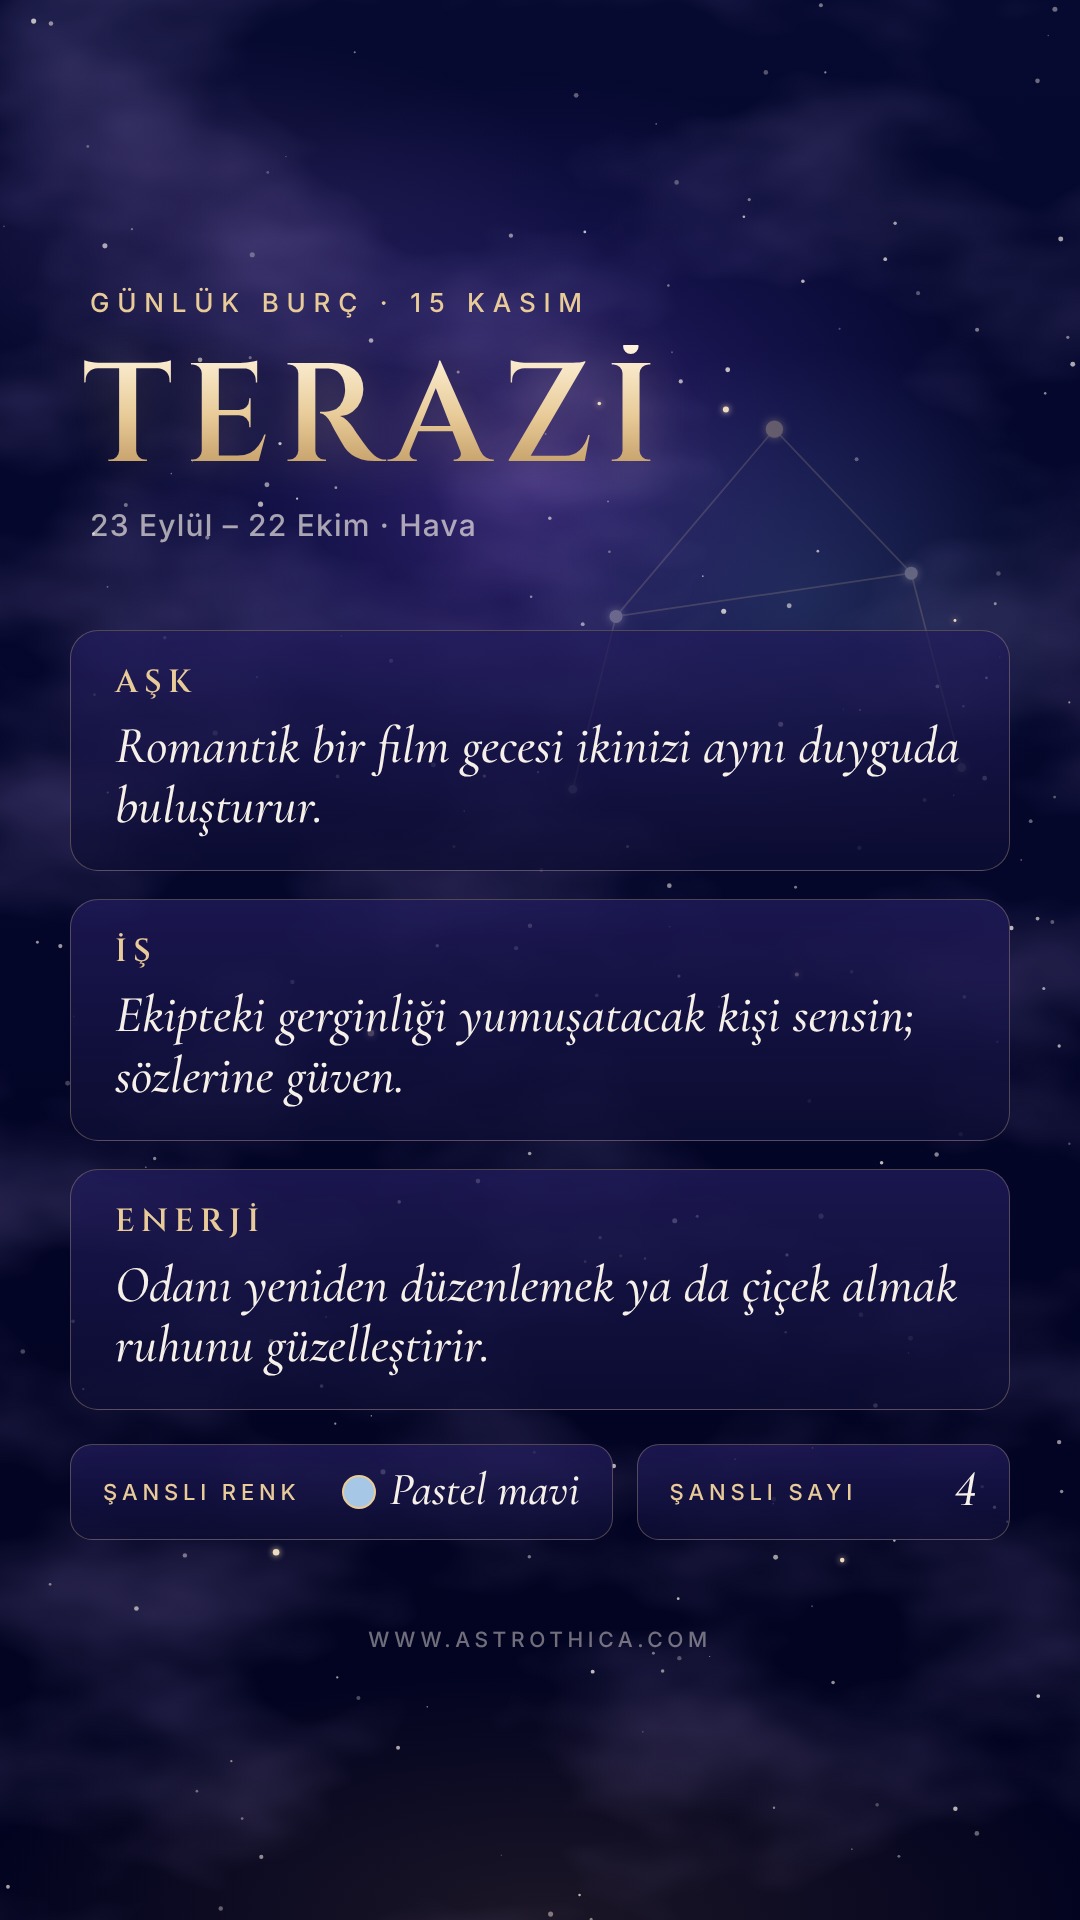 GÜNLÜK BURÇ · 15 KASIM
TERAZİ
23 Eylül – 22 Ekim · Hava
AŞK
Romantik bir film gecesi ikinizi aynı duyguda
buluşturur.
İŞ
Ekipteki gerginliği yumuşatacak kişi sensin;
sözlerine güven.
ENERJİ
Odanı yeniden düzenlemek ya da çiçek almak
ruhunu güzelleştirir.
ŞANSLI RENK Pastel mavi
ŞANSLI SAYI 4
WWW.ASTROTHICA.COM